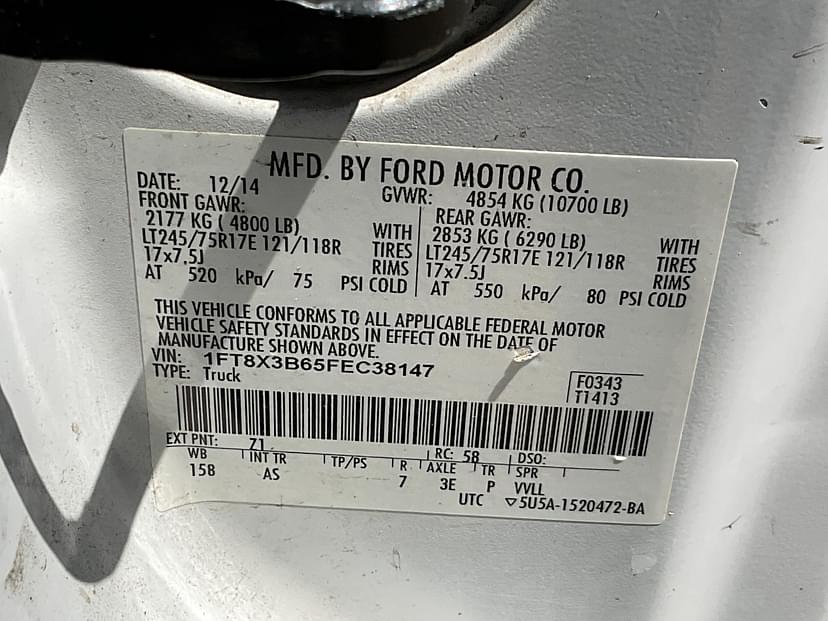 MFD. BY FORD MOTOR CO.
DATE: 12/14
GVWR: 4854 KG (10700 LB)
FRONT GAWR:
2177 KG ( 4800 LB) WITH
LT245/75R17E 121/118R TIRES
17x7.5J RIMS
AT 520 kPa/ 75 PSI COLD
REAR GAWR:
2853 KG ( 6290 LB) WITH
LT245/75R17E 121/118R TIRES
17x7.5J RIMS
AT 550 kPa/ 80 PSI COLD
THIS VEHICLE CONFORMS TO ALL APPLICABLE FEDERAL MOTOR
VEHICLE SAFETY STANDARDS IN EFFECT ON THE DATE OF
MANUFACTURE SHOWN ABOVE.
VIN: 1FT8X3B65FEC38147
TYPE: Truck
F0343
T1413
EXT PNT: 71 RC: 58 DSO:
WB INT TR TP/PS R AXLE TR SPR
158 AS 7 3E P VVLL
UTC ▽5U5A-1520472-BA